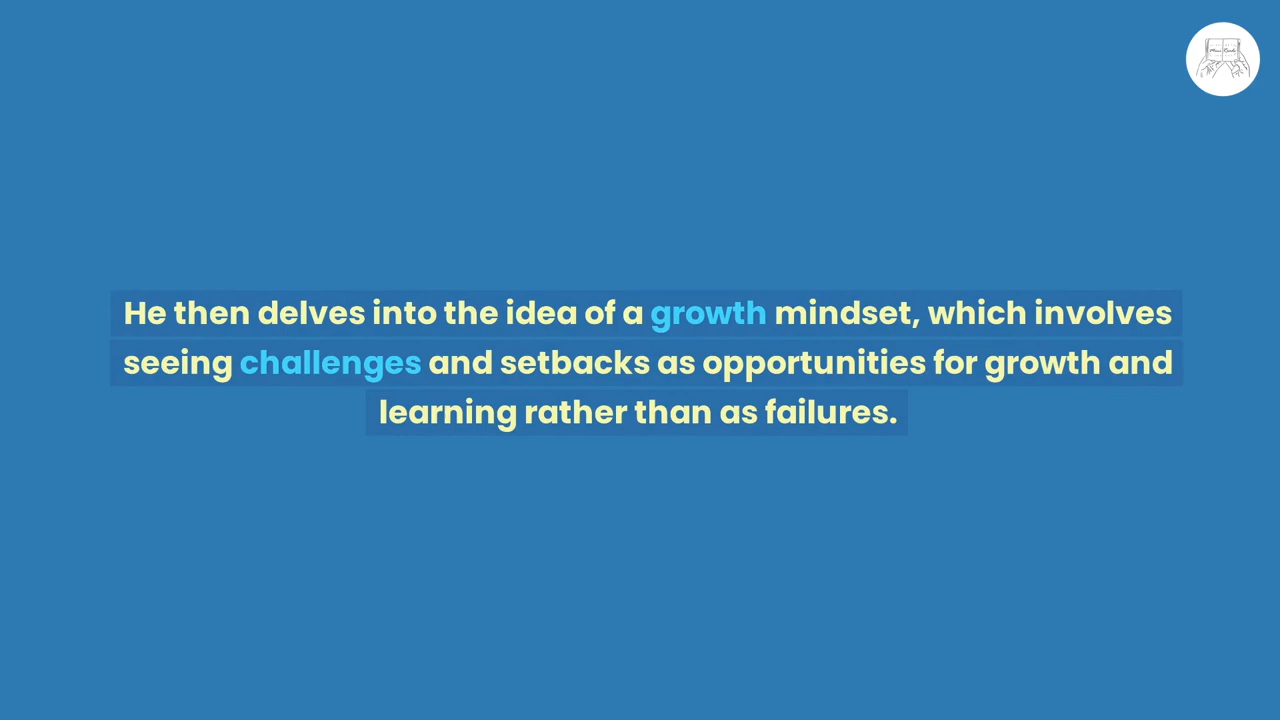 He then delves into the idea of a growth mindset, which involves
seeing challenges and setbacks as opportunities for growth and
learning rather than as failures.